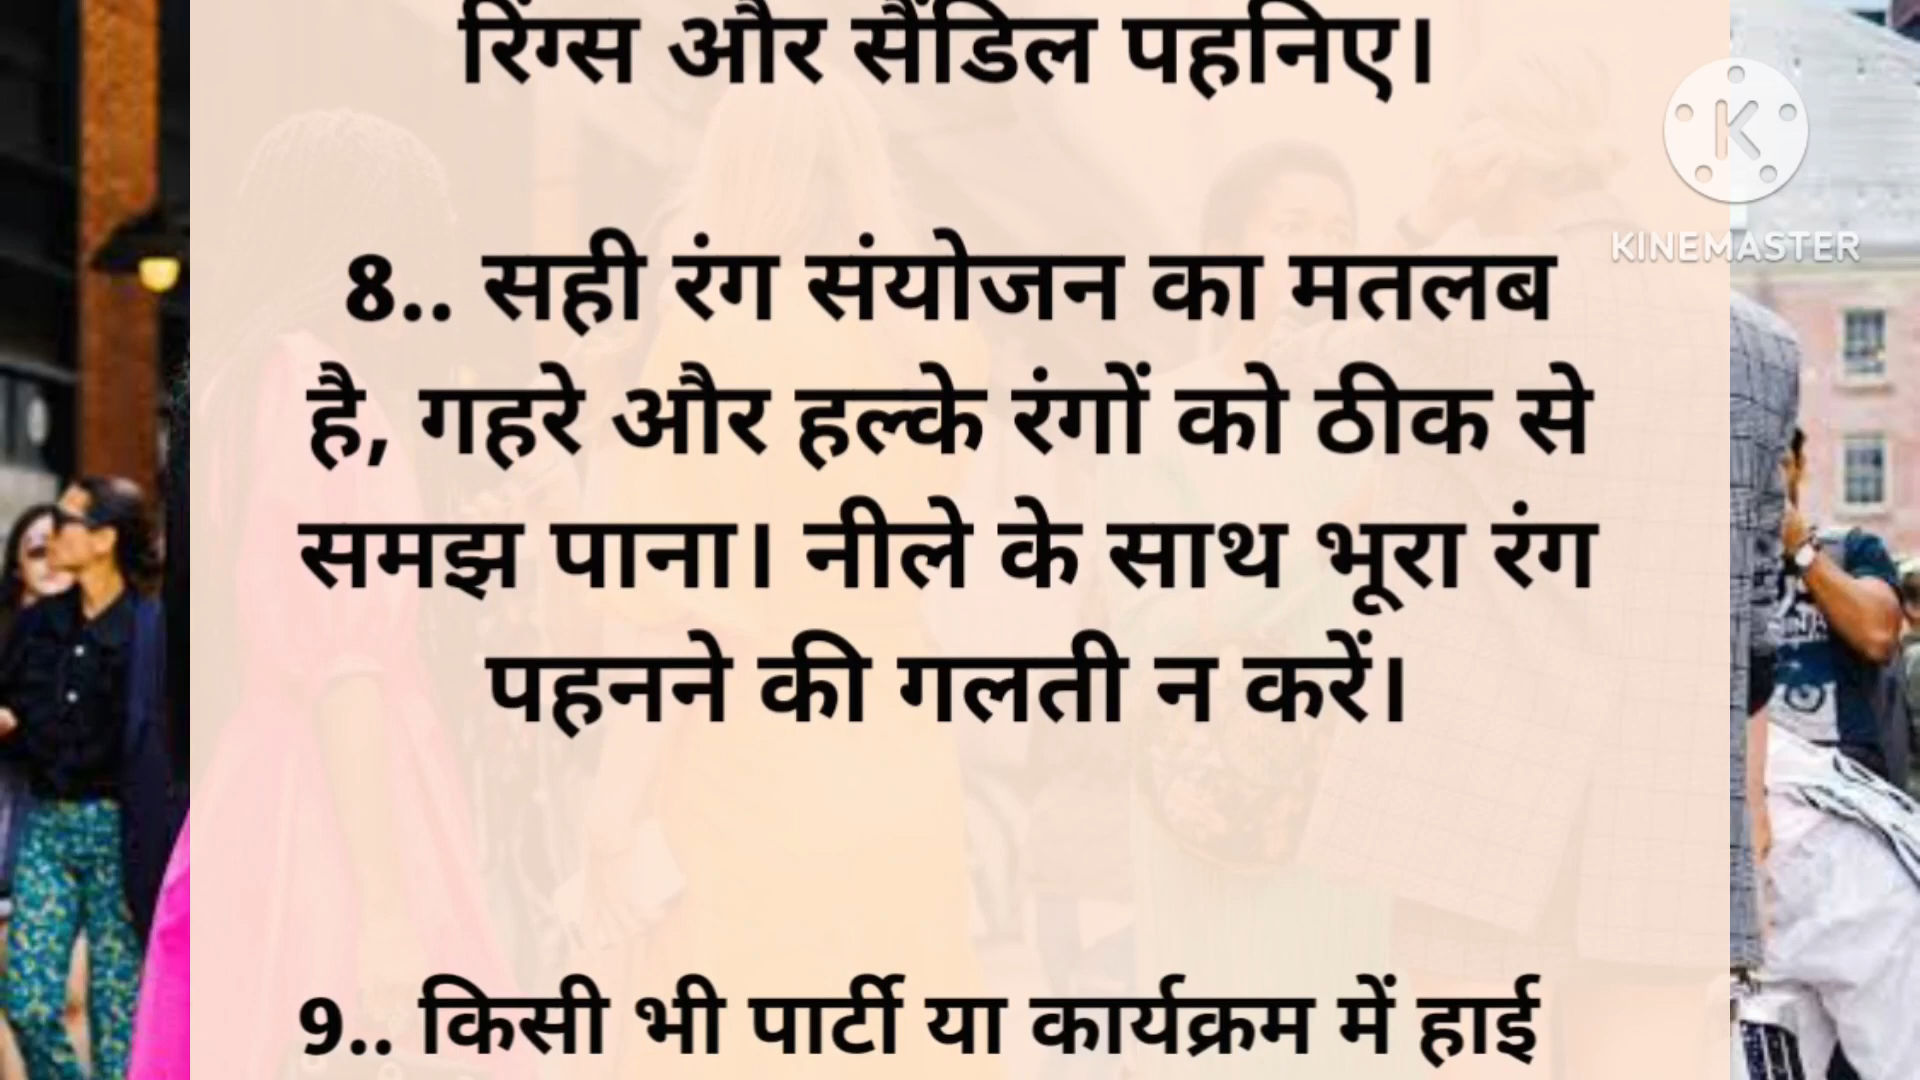 रिंग्स और सैंडिल पहनिए।
K
KINEMASTER
8.. सही रंग संयोजन का मतलब
है, गहरे और हल्के रंगों को ठीक से
समझ पाना। नीले के साथ भूरा रंग
पहनने की गलती न करें।
9.. किसी भी पार्टी या कार्यक्रम में हाई